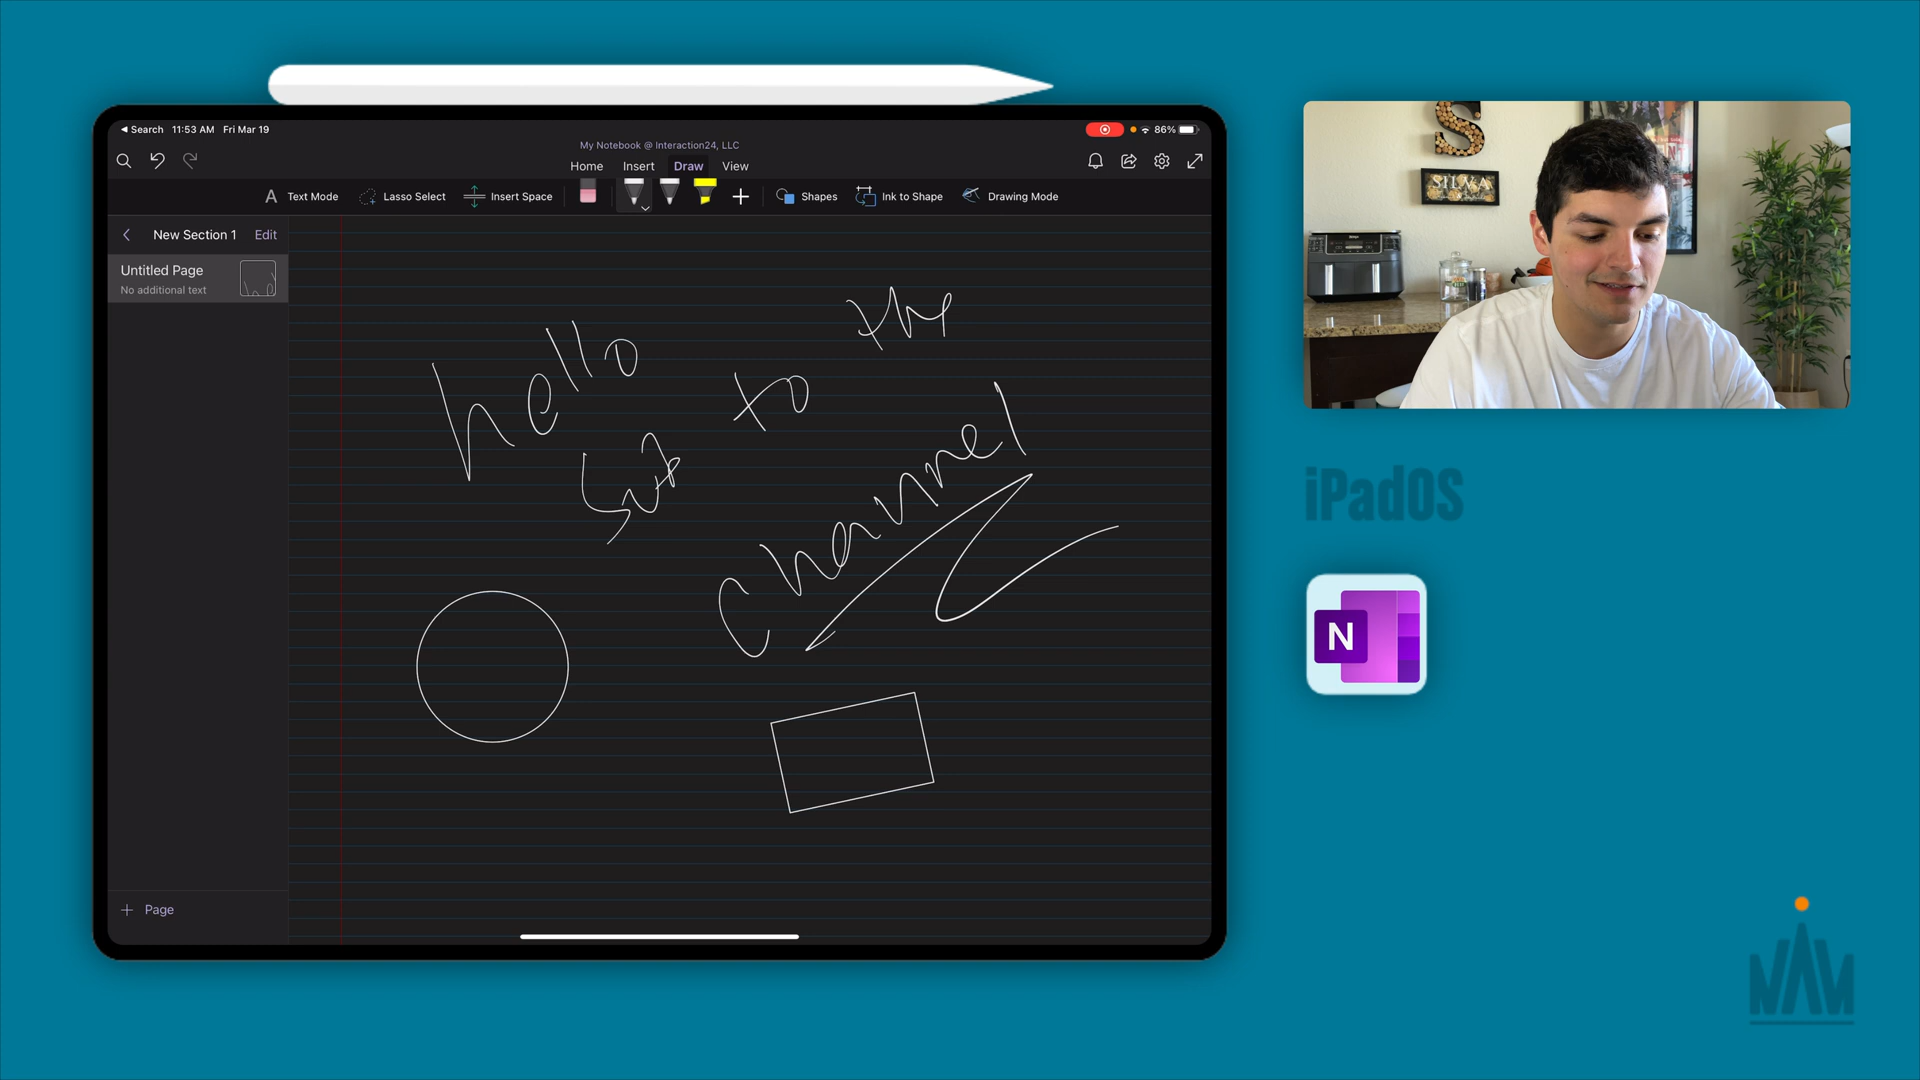 ◀ Search 11:53 AM Fri Mar 19
86%
My Notebook @ Interaction24, LLC
Home Insert Draw View
A Text Mode Lasso Select Insert Space Shapes Ink to Shape Drawing Mode
New Section 1 Edit
Untitled Page
No additional text
hello
sub to the
channel
+ Page
S
SILVA
iPadOS
N